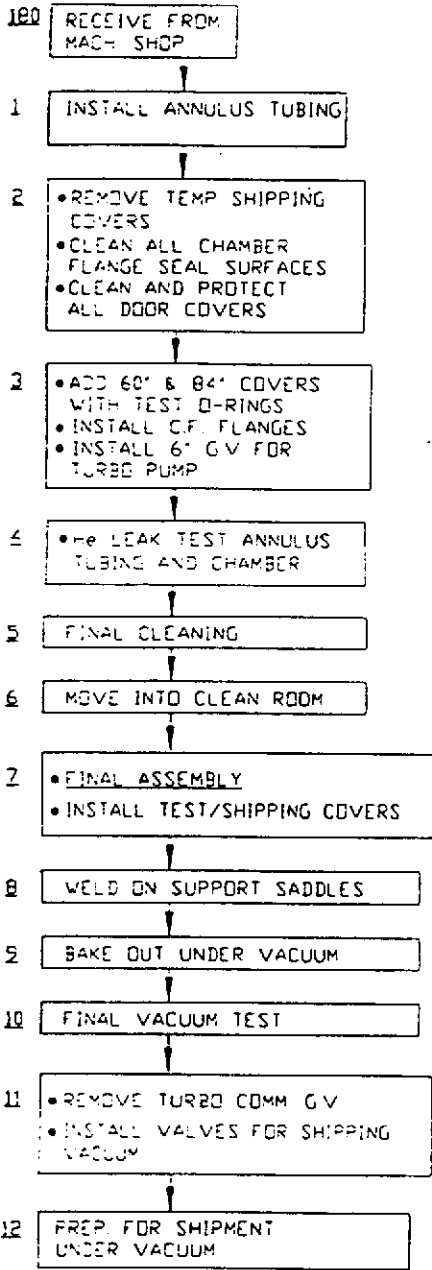 180 RECEIVE FROM
MACH SHOP
1 INSTALL ANNULUS TUBING
2 • REMOVE TEMP SHIPPING
COVERS
• CLEAN ALL CHAMBER
FLANGE SEAL SURFACES
• CLEAN AND PROTECT
ALL DOOR COVERS
3 • ADD 60" & 84" COVERS
WITH TEST O-RINGS
• INSTALL C.F. FLANGES
• INSTALL 6" GV FOR
TURBO PUMP
4 • He LEAK TEST ANNULUS
TUBING AND CHAMBER
5 FINAL CLEANING
6 MOVE INTO CLEAN ROOM
7 • FINAL ASSEMBLY
• INSTALL TEST/SHIPPING COVERS
8 WELD ON SUPPORT SADDLES
9 BAKE OUT UNDER VACUUM
10 FINAL VACUUM TEST
11 • REMOVE TURBO COMM GV
• INSTALL VALVES FOR SHIPPING
VACUUM
12 PREP. FOR SHIPMENT
UNDER VACUUM